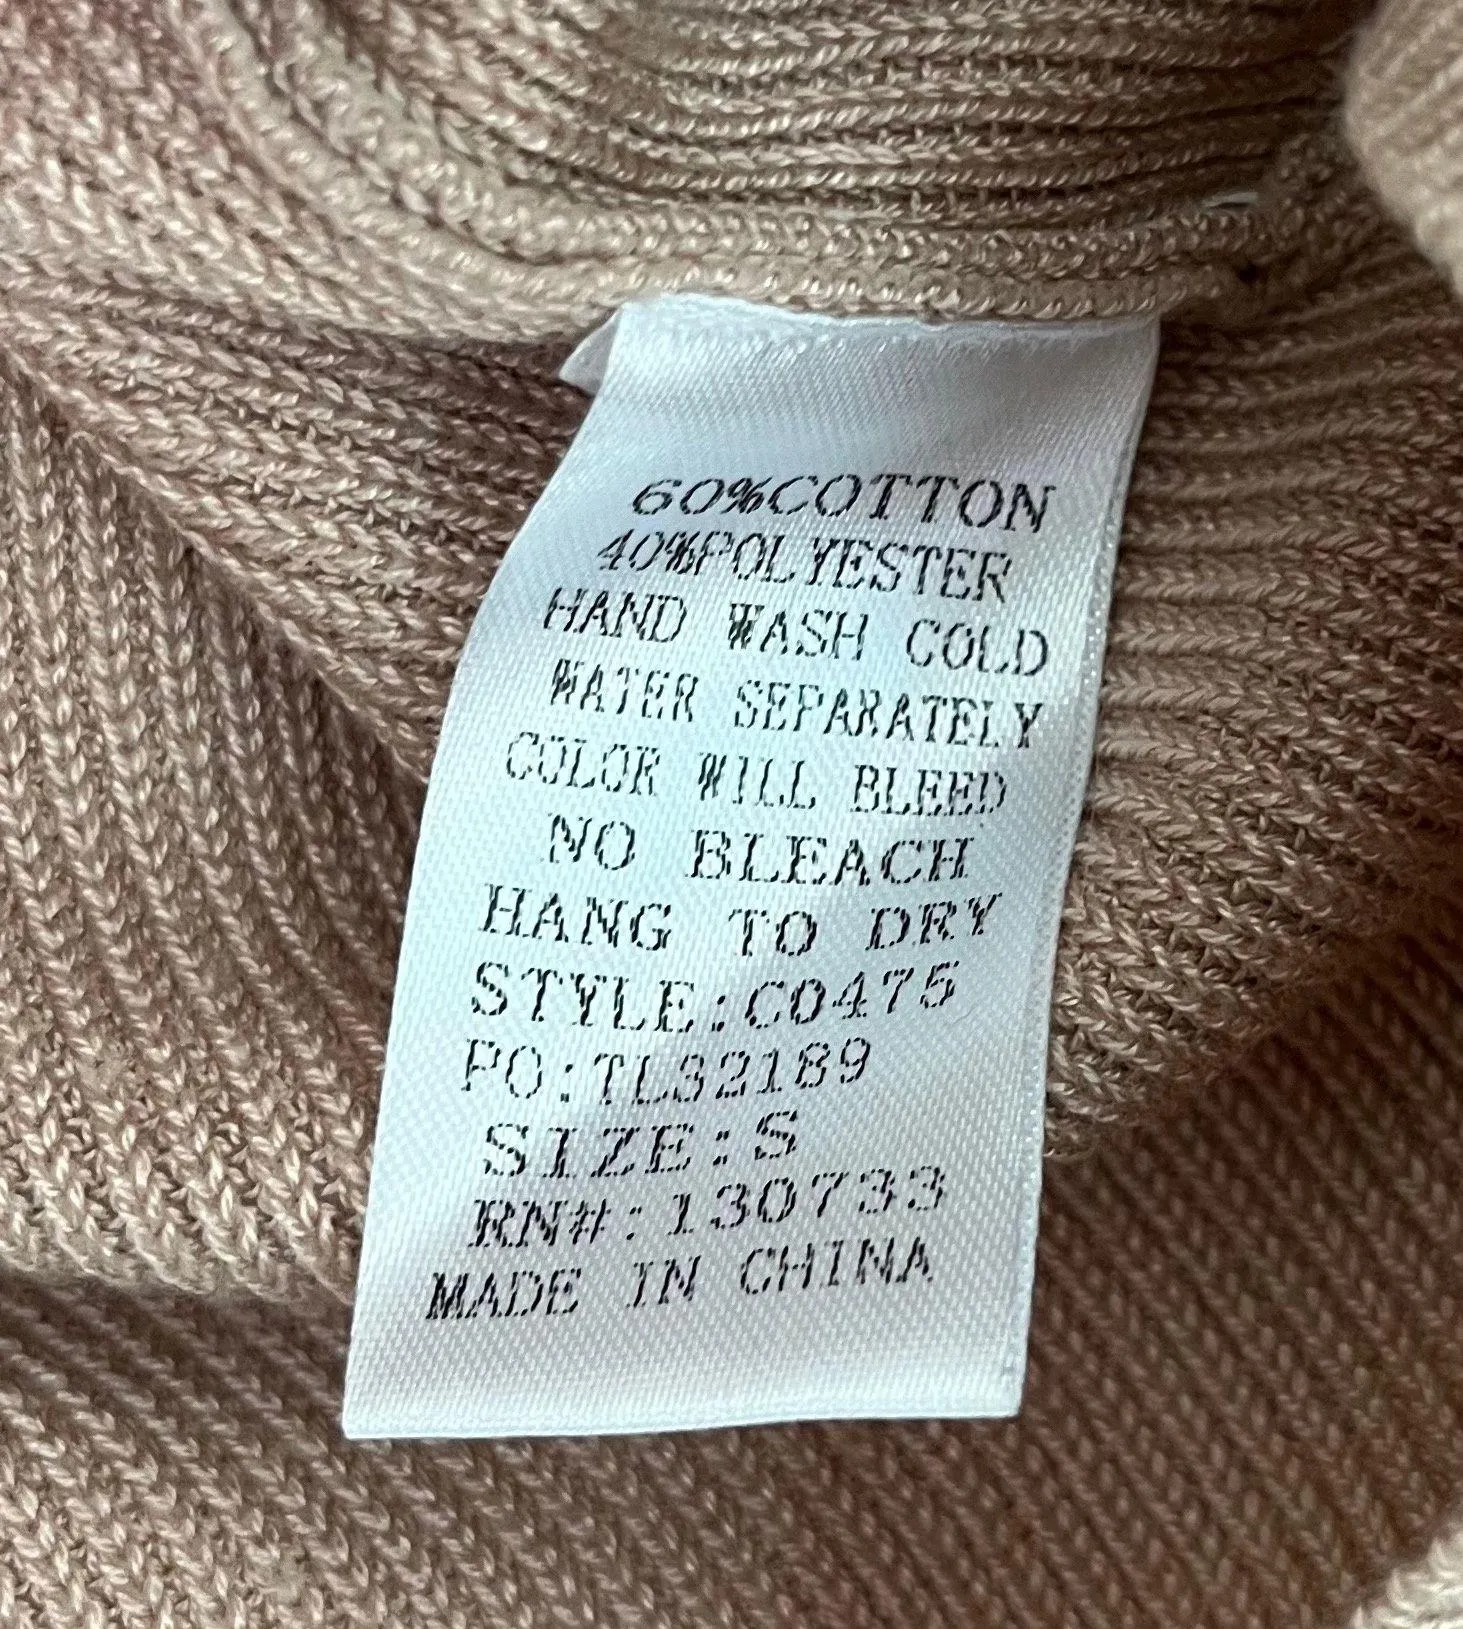 60%COTTON
40%POLYESTER
HAND WASH COLD
WATER SEPARATELY
COLOR WILL BLEED
NO BLEACH
HANG TO DRY
STYLE:C0475
PO:TLS2189
SIZE:S
RN#:130733
MADE IN CHINA